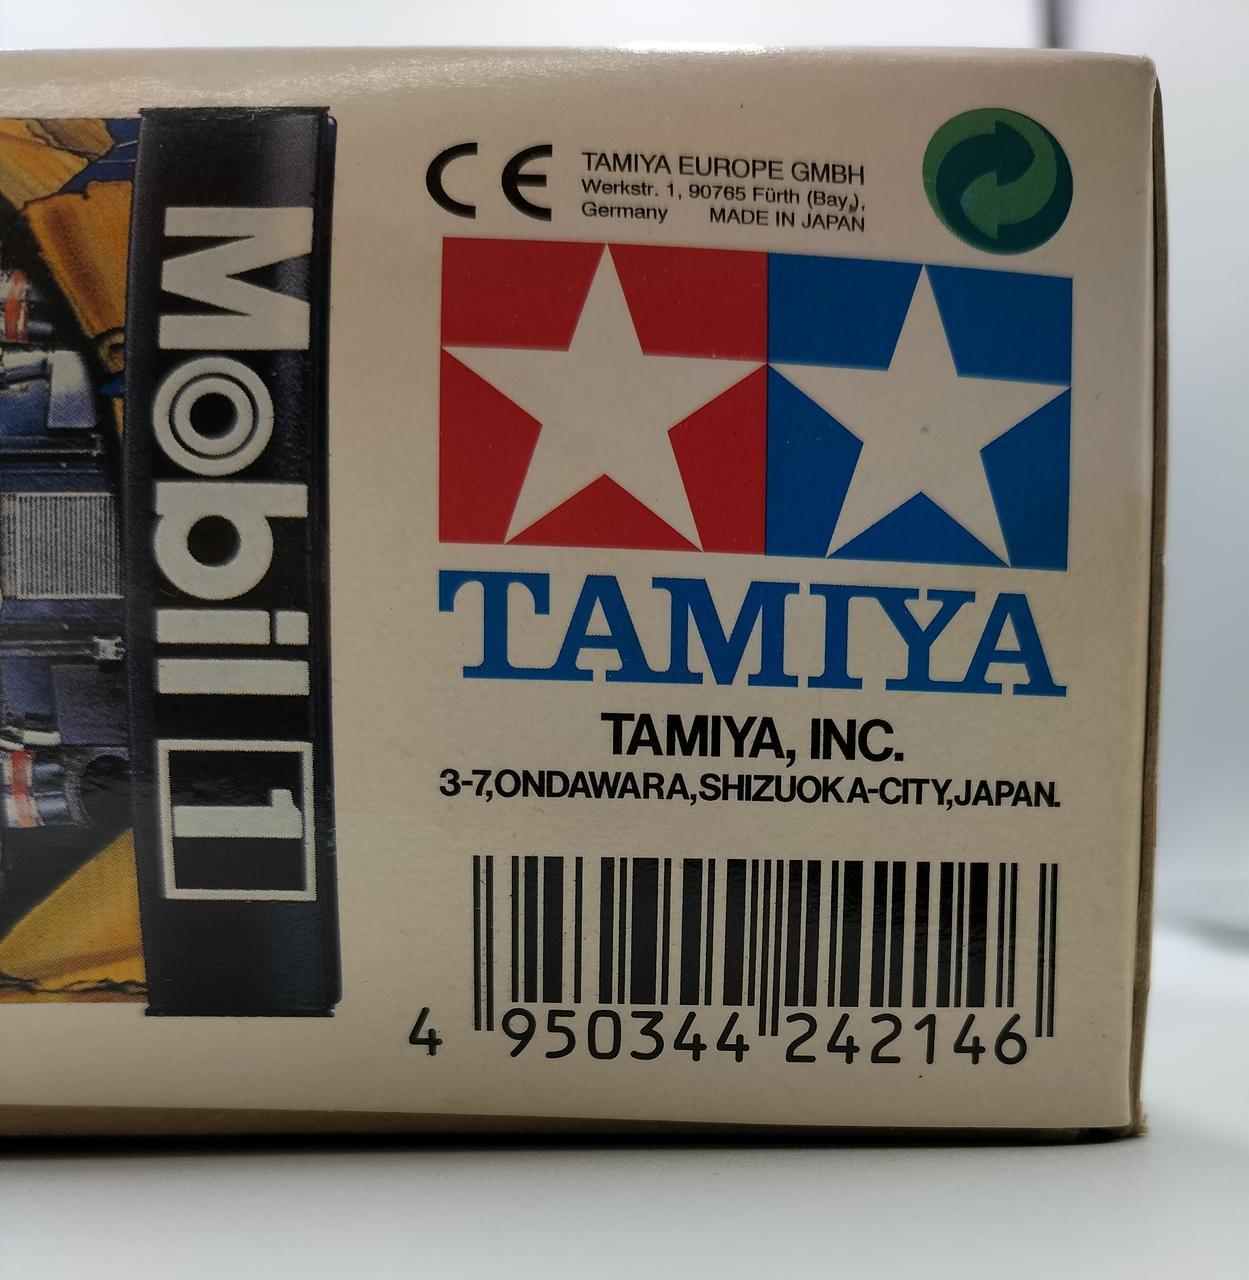 Mobil 1
CE
TAMIYA EUROPE GMBH
Werkstr. 1, 90765 Fürth (Bay.),
Germany MADE IN JAPAN
TAMIYA
TAMIYA, INC.
3-7,ONDAWARA,SHIZUOKA-CITY,JAPAN.
4 950344 242146